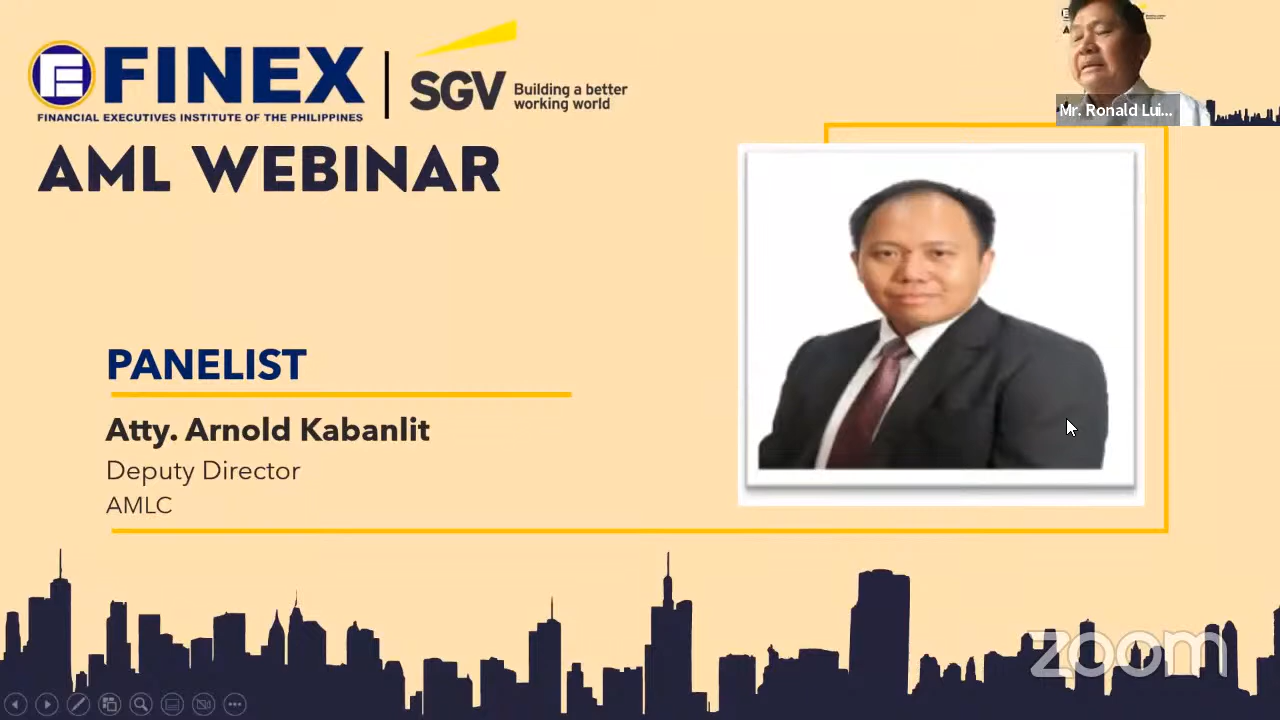 FINEX
FINANCIAL EXECUTIVES INSTITUTE OF THE PHILIPPINES
SGV
Building a better
working world
Mr. Ronald Lui...
AML WEBINAR
PANELIST
Atty. Arnold Kabanlit
Deputy Director
AMLC
zoom